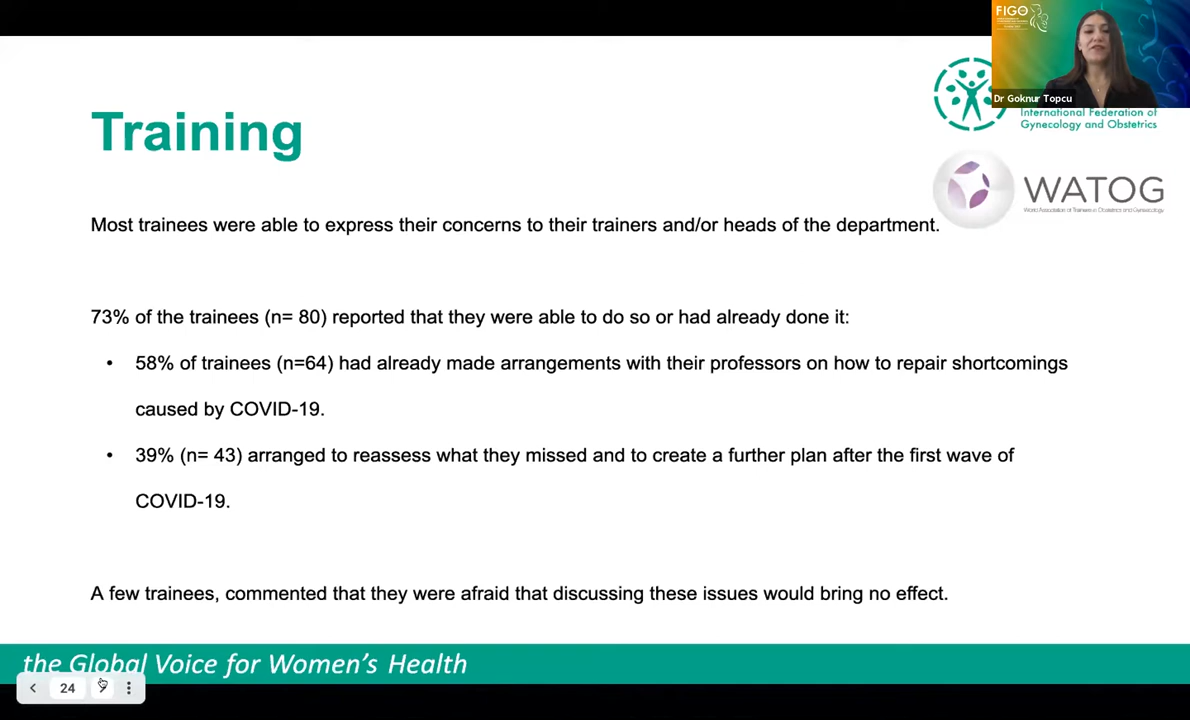 FIGO
Dr Goknur Topcu
International Federation of
Gynecology and Obstetrics
Training
WATOG
World Association of Trainees in Obstetrics and Gynecology
Most trainees were able to express their concerns to their trainers and/or heads of the department.
73% of the trainees (n= 80) reported that they were able to do so or had already done it:
• 58% of trainees (n=64) had already made arrangements with their professors on how to repair shortcomings
caused by COVID-19.
• 39% (n= 43) arranged to reassess what they missed and to create a further plan after the first wave of
COVID-19.
A few trainees, commented that they were afraid that discussing these issues would bring no effect.
the Global Voice for Women's Health
24